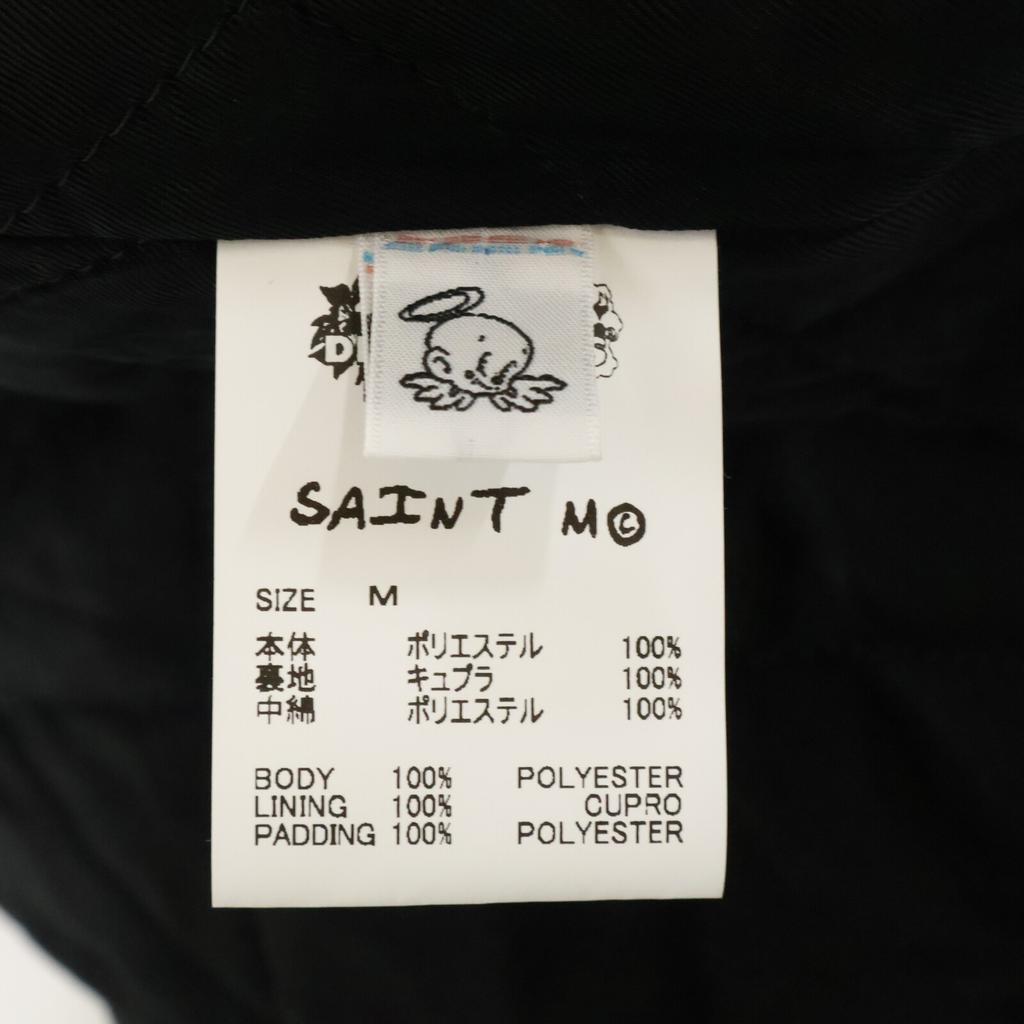 SAINT M©
SIZE M
本体 ポリエステル 100%
裏地 キュプラ 100%
中綿 ポリエステル 100%
BODY 100% POLYESTER
LINING 100% CUPRO
PADDING 100% POLYESTER